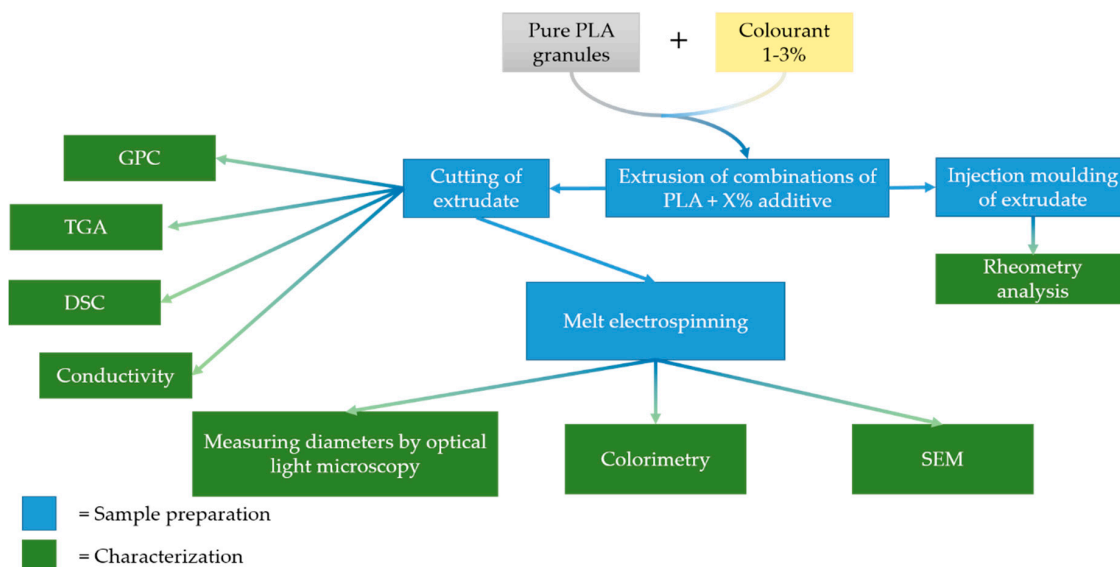 Pure PLA
granules
+
Colourant
1-3%
GPC
Cutting of
extrudate
Extrusion of combinations of
PLA + X% additive
Injection moulding
of extrudate
TGA
Rheometry
analysis
DSC
Melt electrospinning
Conductivity
Measuring diameters by optical
light microscopy
Colorimetry
SEM
= Sample preparation
= Characterization